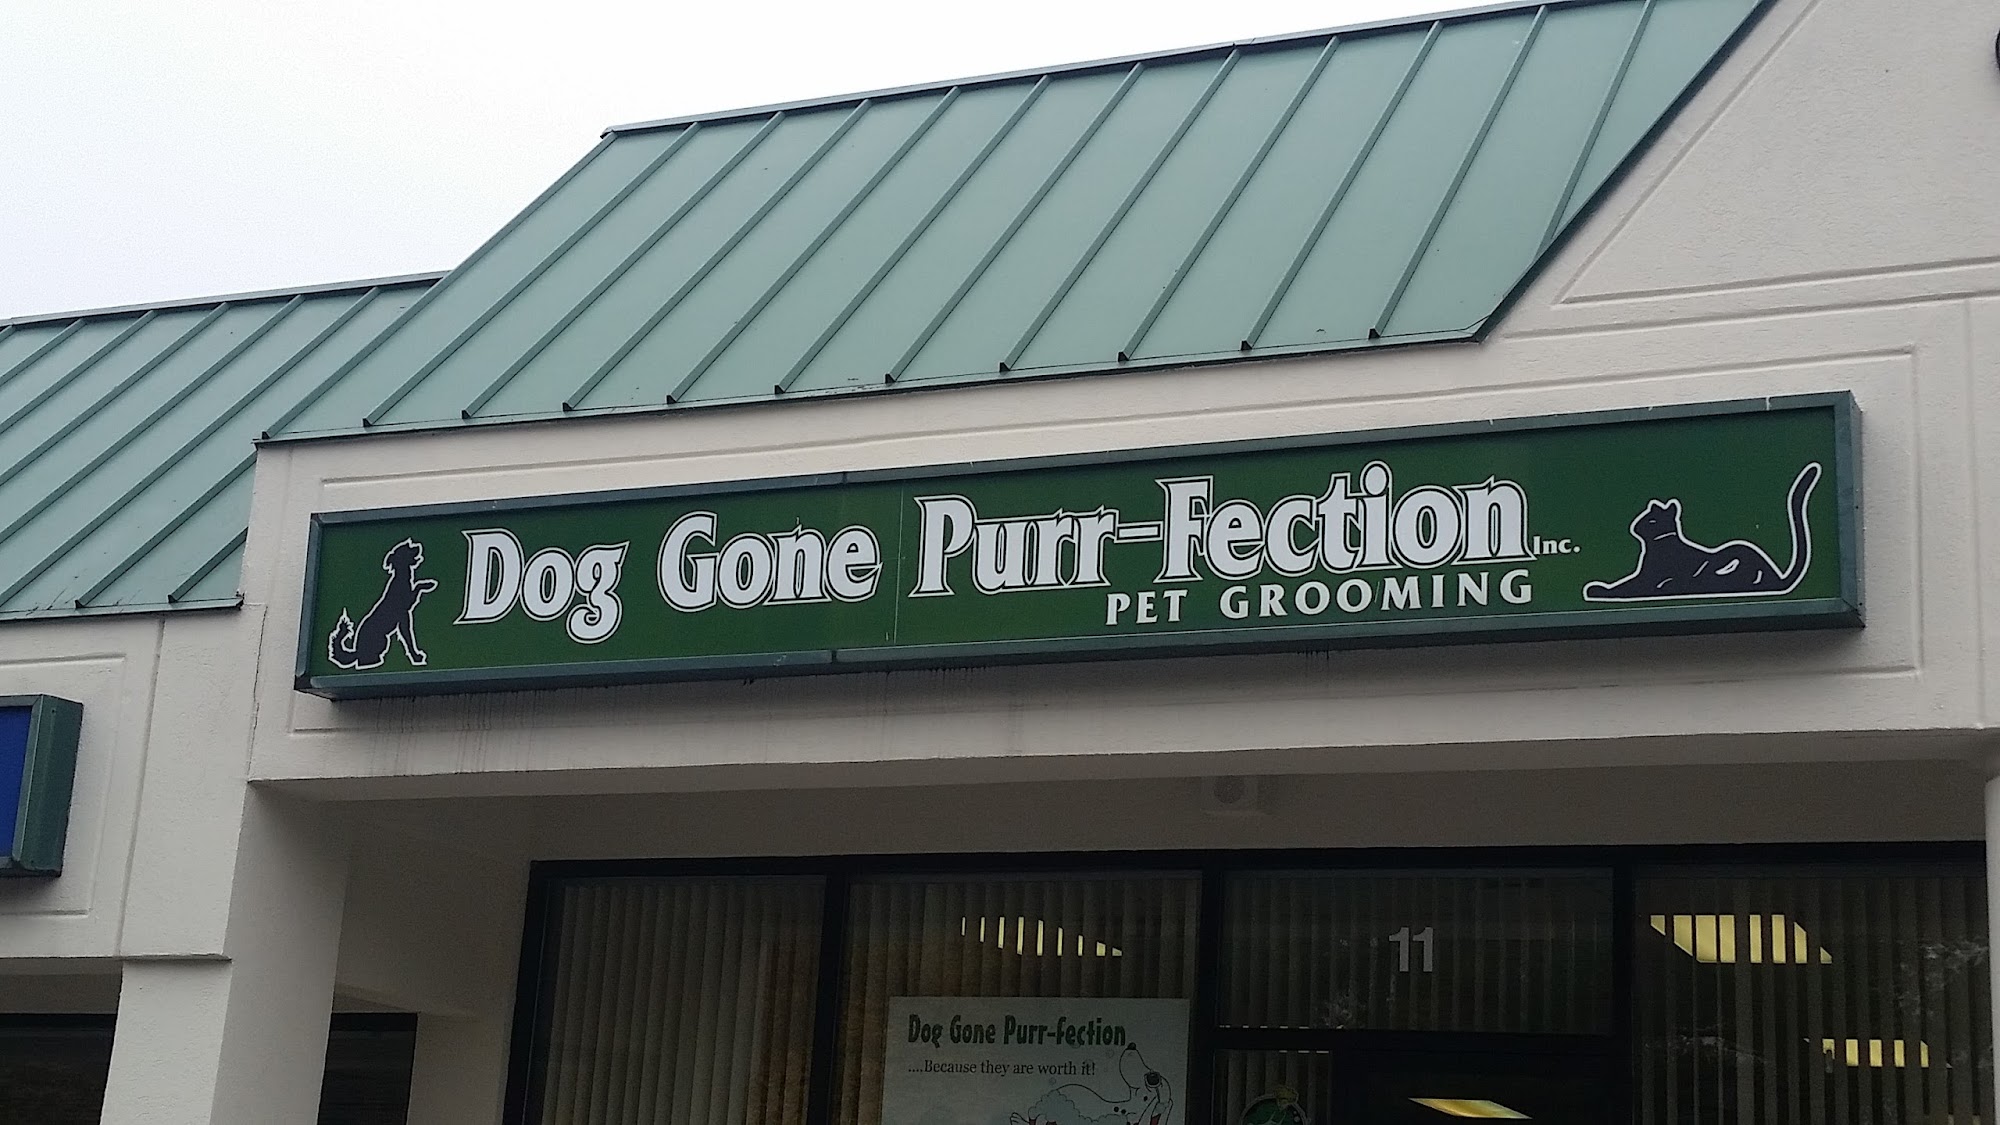 Dog Gone Purr-Fection Inc.
PET GROOMING
11
Dog Gone Purr-fection
....Because they are worth it!